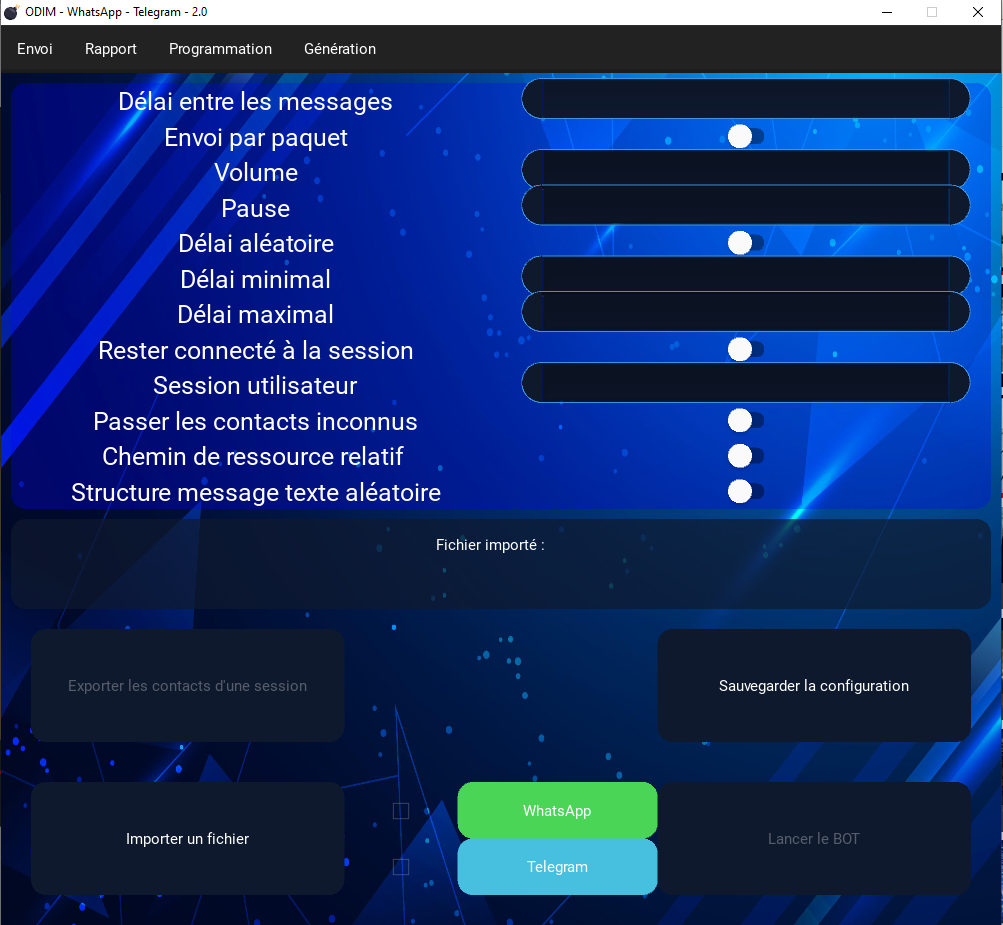 ODIM - WhatsApp - Telegram - 2.0
Envoi Rapport Programmation Génération
Délai entre les messages
Envoi par paquet
Volume
Pause
Délai aléatoire
Délai minimal
Délai maximal
Rester connecté à la session
Session utilisateur
Passer les contacts inconnus
Chemin de ressource relatif
Structure message texte aléatoire
Fichier importé :
Exporter les contacts d'une session
Sauvegarder la configuration
WhatsApp
Importer un fichier
Lancer le BOT
Telegram